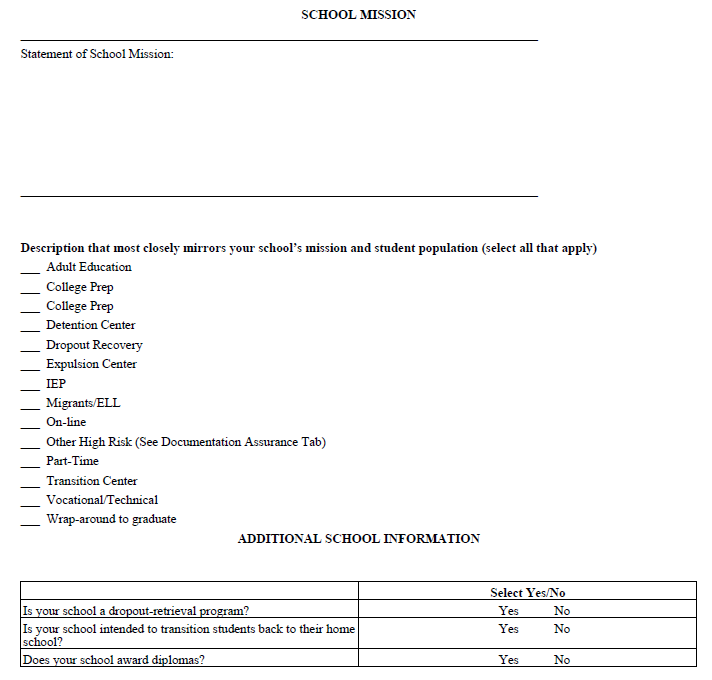 SCHOOL MISSION
Statement of School Mission:
Description that most closely mirrors your school's mission and student population (select all that apply)
___ Adult Education
___ College Prep
___ College Prep
___ Detention Center
___ Dropout Recovery
___ Expulsion Center
___ IEP
___ Migrants/ELL
___ On-line
___ Other High Risk (See Documentation Assurance Tab)
___ Part-Time
___ Transition Center
___ Vocational/Technical
___ Wrap-around to graduate
ADDITIONAL SCHOOL INFORMATION
Select Yes/No
Is your school a dropout-retrieval program? Yes No
Is your school intended to transition students back to their home Yes No
school?
Does your school award diplomas? Yes No